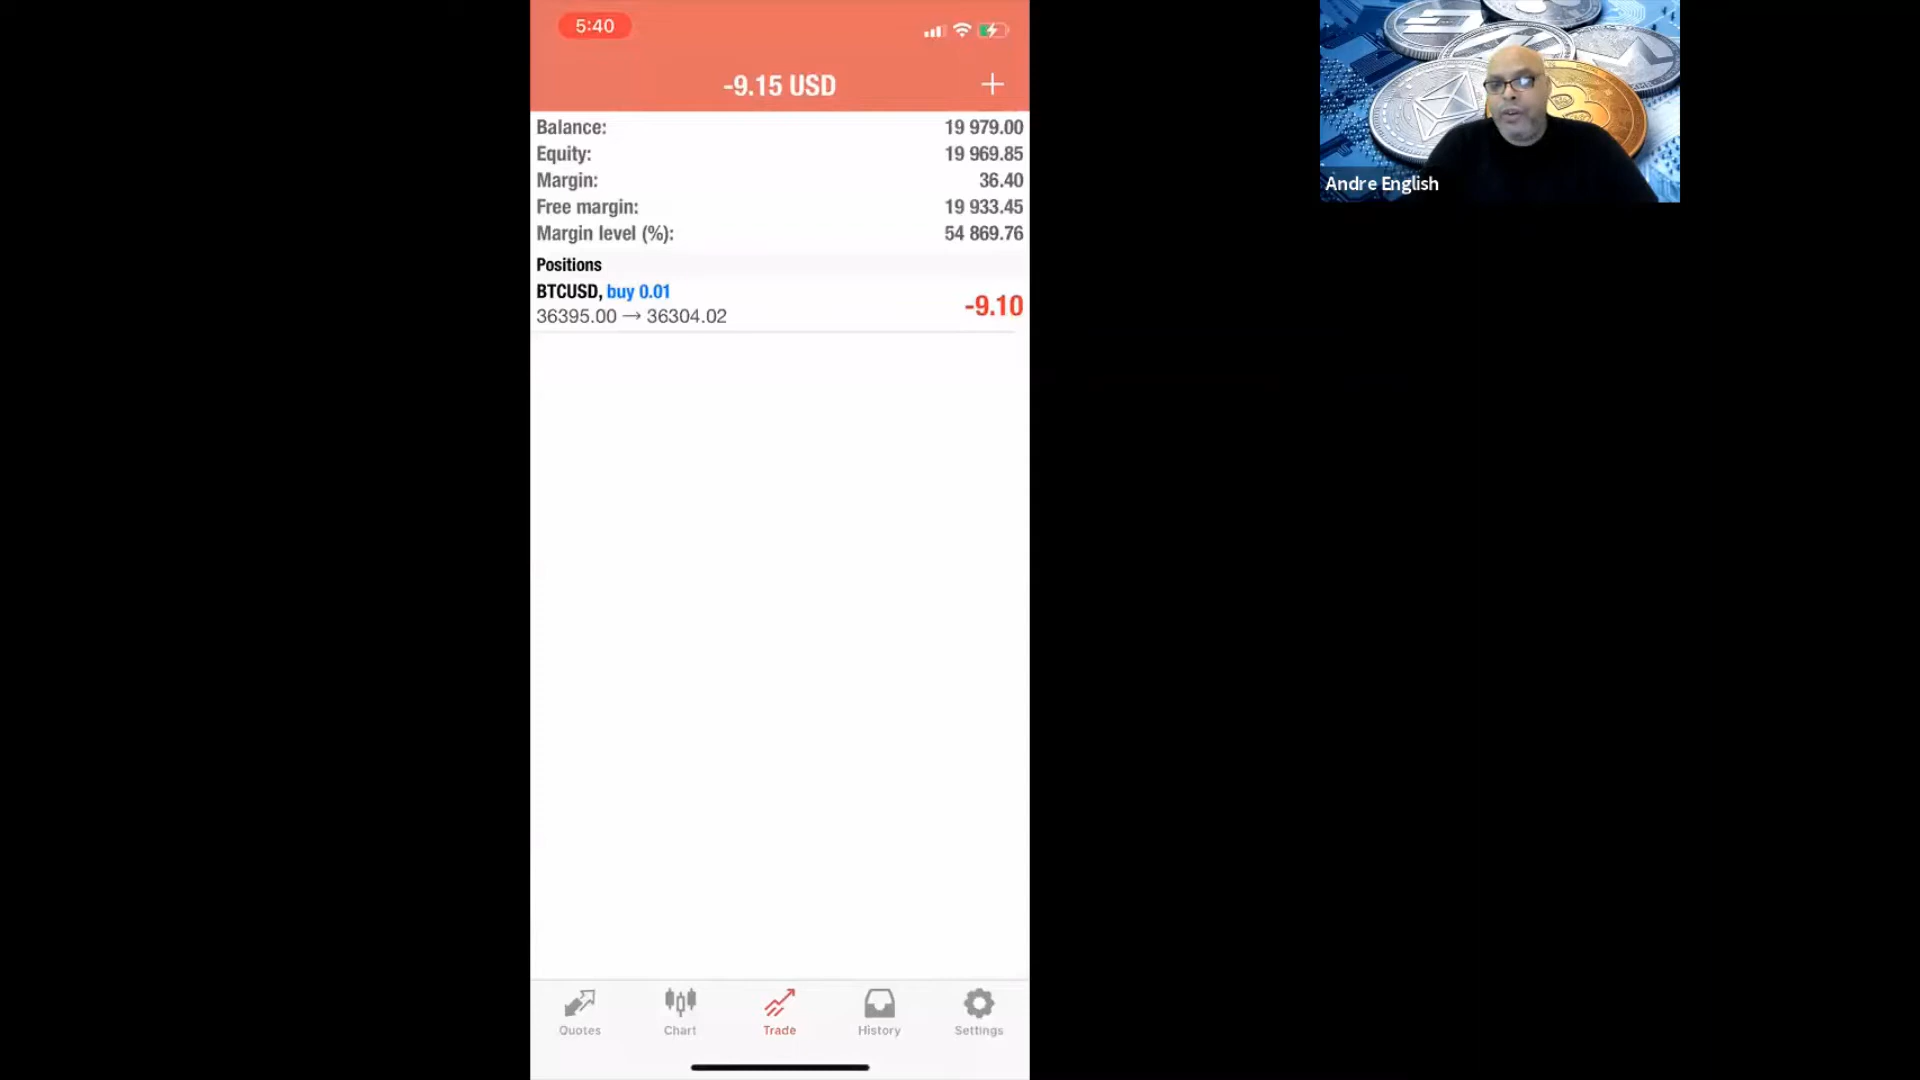 5:40
-9.15 USD
Balance: 19 979.00
Equity: 19 969.85
Margin: 36.40
Free margin: 19 933.45
Margin level (%): 54 869.76
Positions
BTCUSD, buy 0.01
-9.10
36395.00 → 36304.02
Quotes Chart Trade History Settings
Andre English